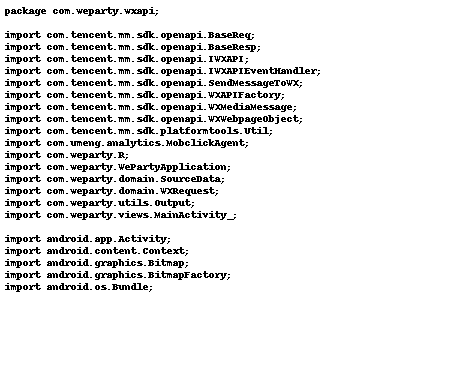 package com.weparty.wxapi;

import com.tencent.mm.sdk.openapi.BaseReq;
import com.tencent.mm.sdk.openapi.BaseResp;
import com.tencent.mm.sdk.openapi.IWXAPI;
import com.tencent.mm.sdk.openapi.IWXAPIEventHandler;
import com.tencent.mm.sdk.openapi.SendMessageToWX;
import com.tencent.mm.sdk.openapi.WXAPIFactory;
import com.tencent.mm.sdk.openapi.WXMediaMessage;
import com.tencent.mm.sdk.openapi.WXWebpageObject;
import com.tencent.mm.sdk.platformtools.Util;
import com.umeng.analytics.MobclickAgent;
import com.weparty.R;
import com.weparty.WePartyApplication;
import com.weparty.domain.SourceData;
import com.weparty.domain.WXRequest;
import com.weparty.utils.Output;
import com.weparty.views.MainActivity_;

import android.app.Activity;
import android.content.Context;
import android.graphics.Bitmap;
import android.graphics.BitmapFactory;
import android.os.Bundle;